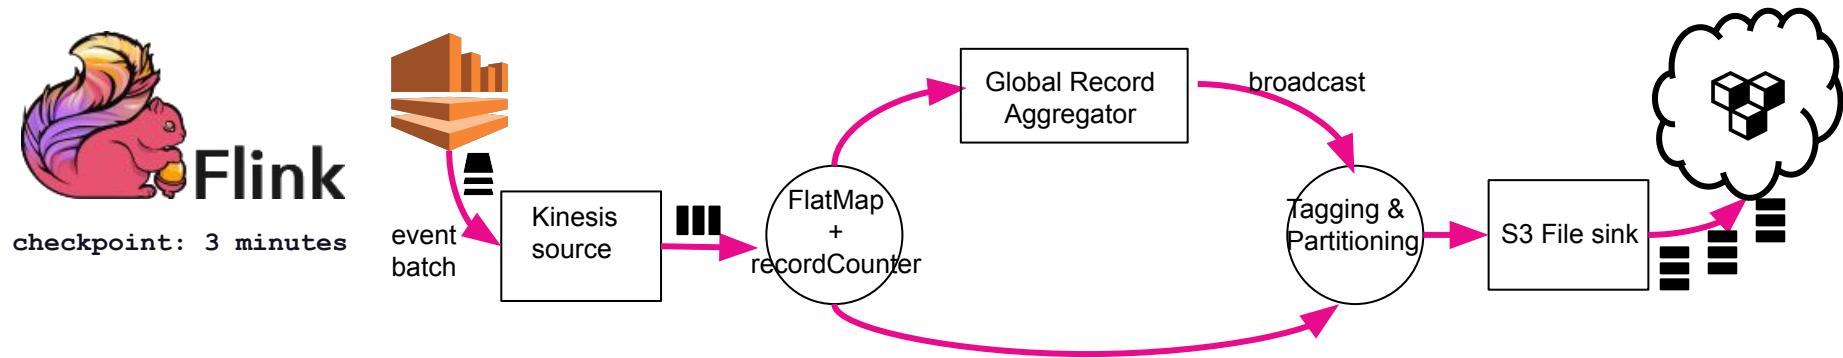 Flink
checkpoint: 3 minutes
event
batch
Kinesis
source
FlatMap
+
recordCounter
Global Record
Aggregator
broadcast
Tagging &
Partitioning
S3 File sink